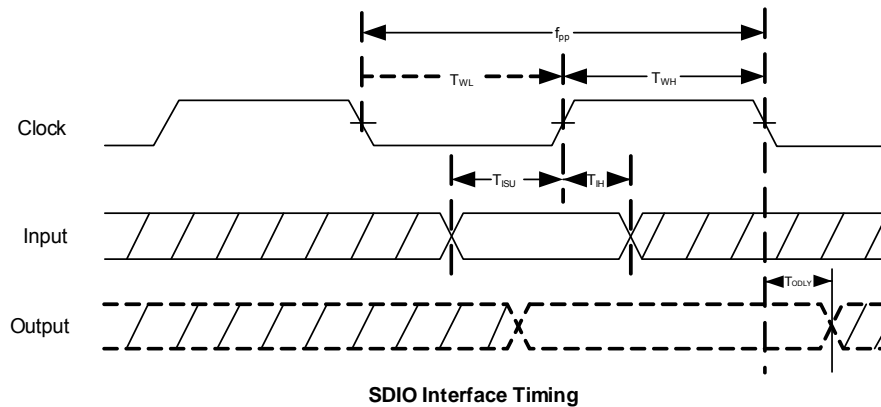 fpp
TWL
TWH
Clock
TISU
TIH
Input
TODLY
Output
SDIO Interface Timing